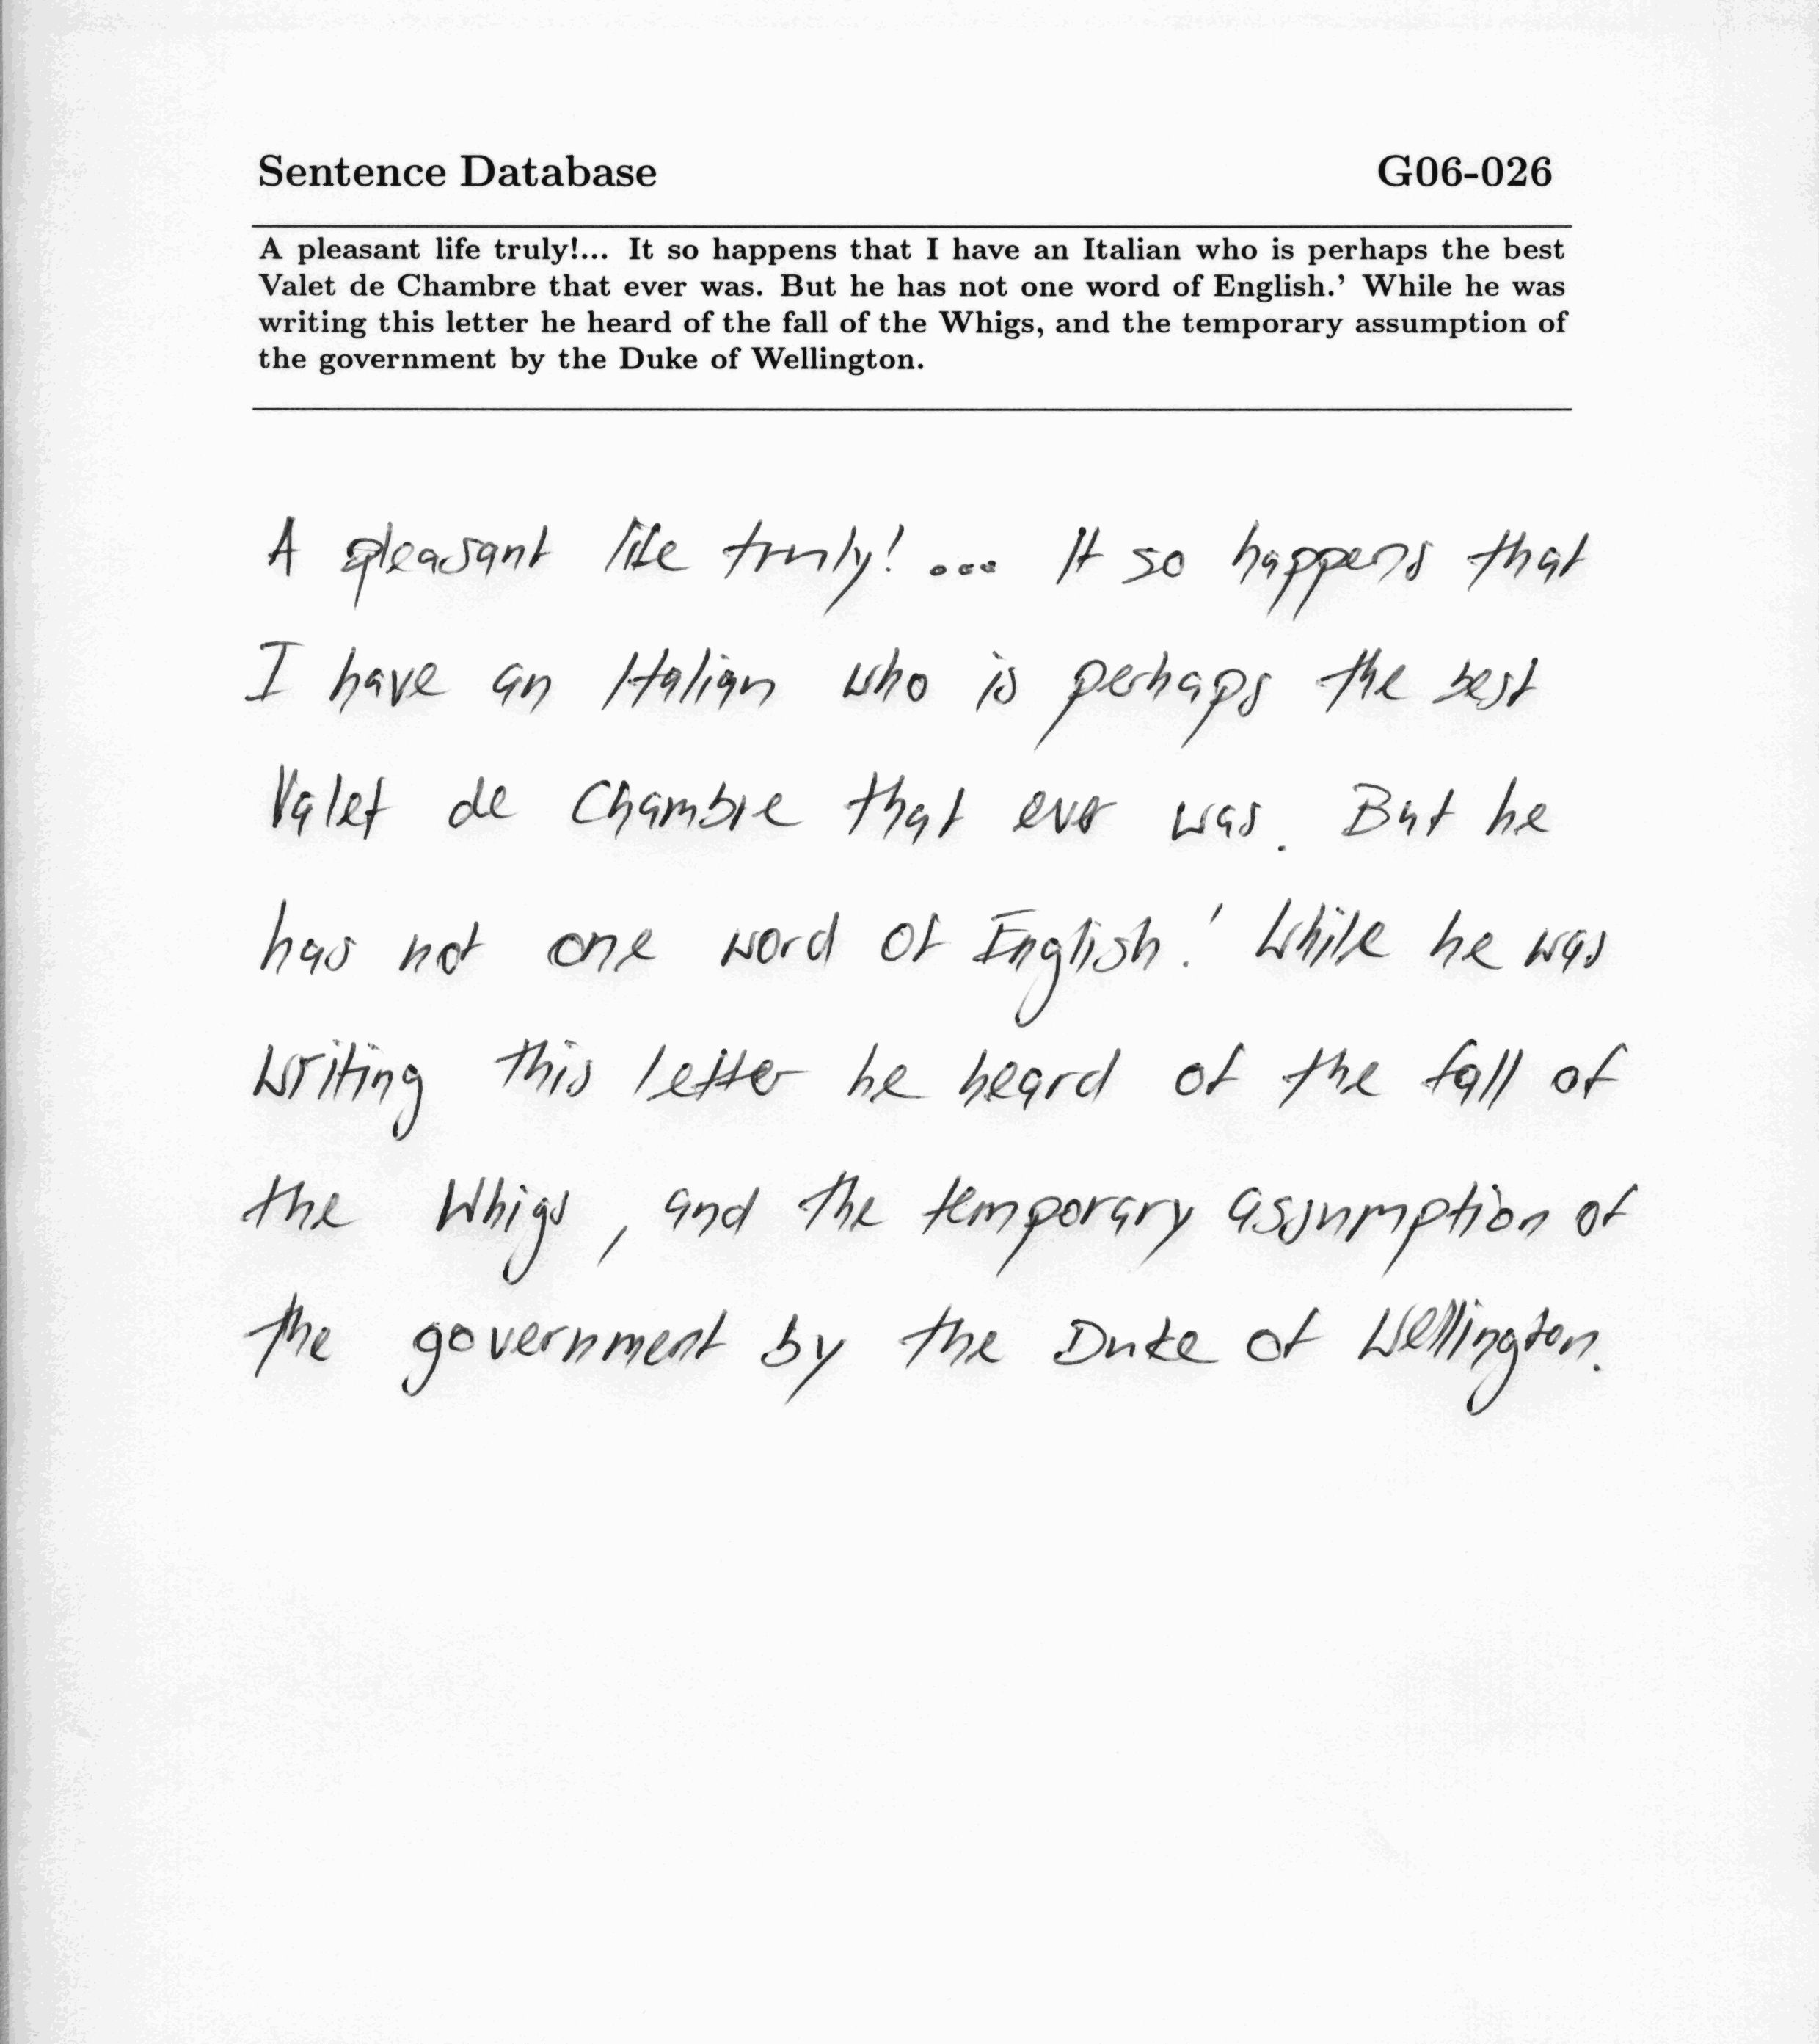 Sentence Database G06-026
A pleasant life truly!... It so happens that I have an Italian who is perhaps the best
Valet de Chambre that ever was. But he has not one word of English.’ While he was
writing this letter he heard of the fall of the Whigs, and the temporary assumption of
the government by the Duke of Wellington.
A pleasant life truly! ... It so happens that
I have an Italian who is perhaps the best
Valet de Chambre that ever was. But he
has not one word of English.' While he was
writing this letter he heard of the fall of
the Whigs, and the temporary assumption of
the government by the Duke of Wellington.